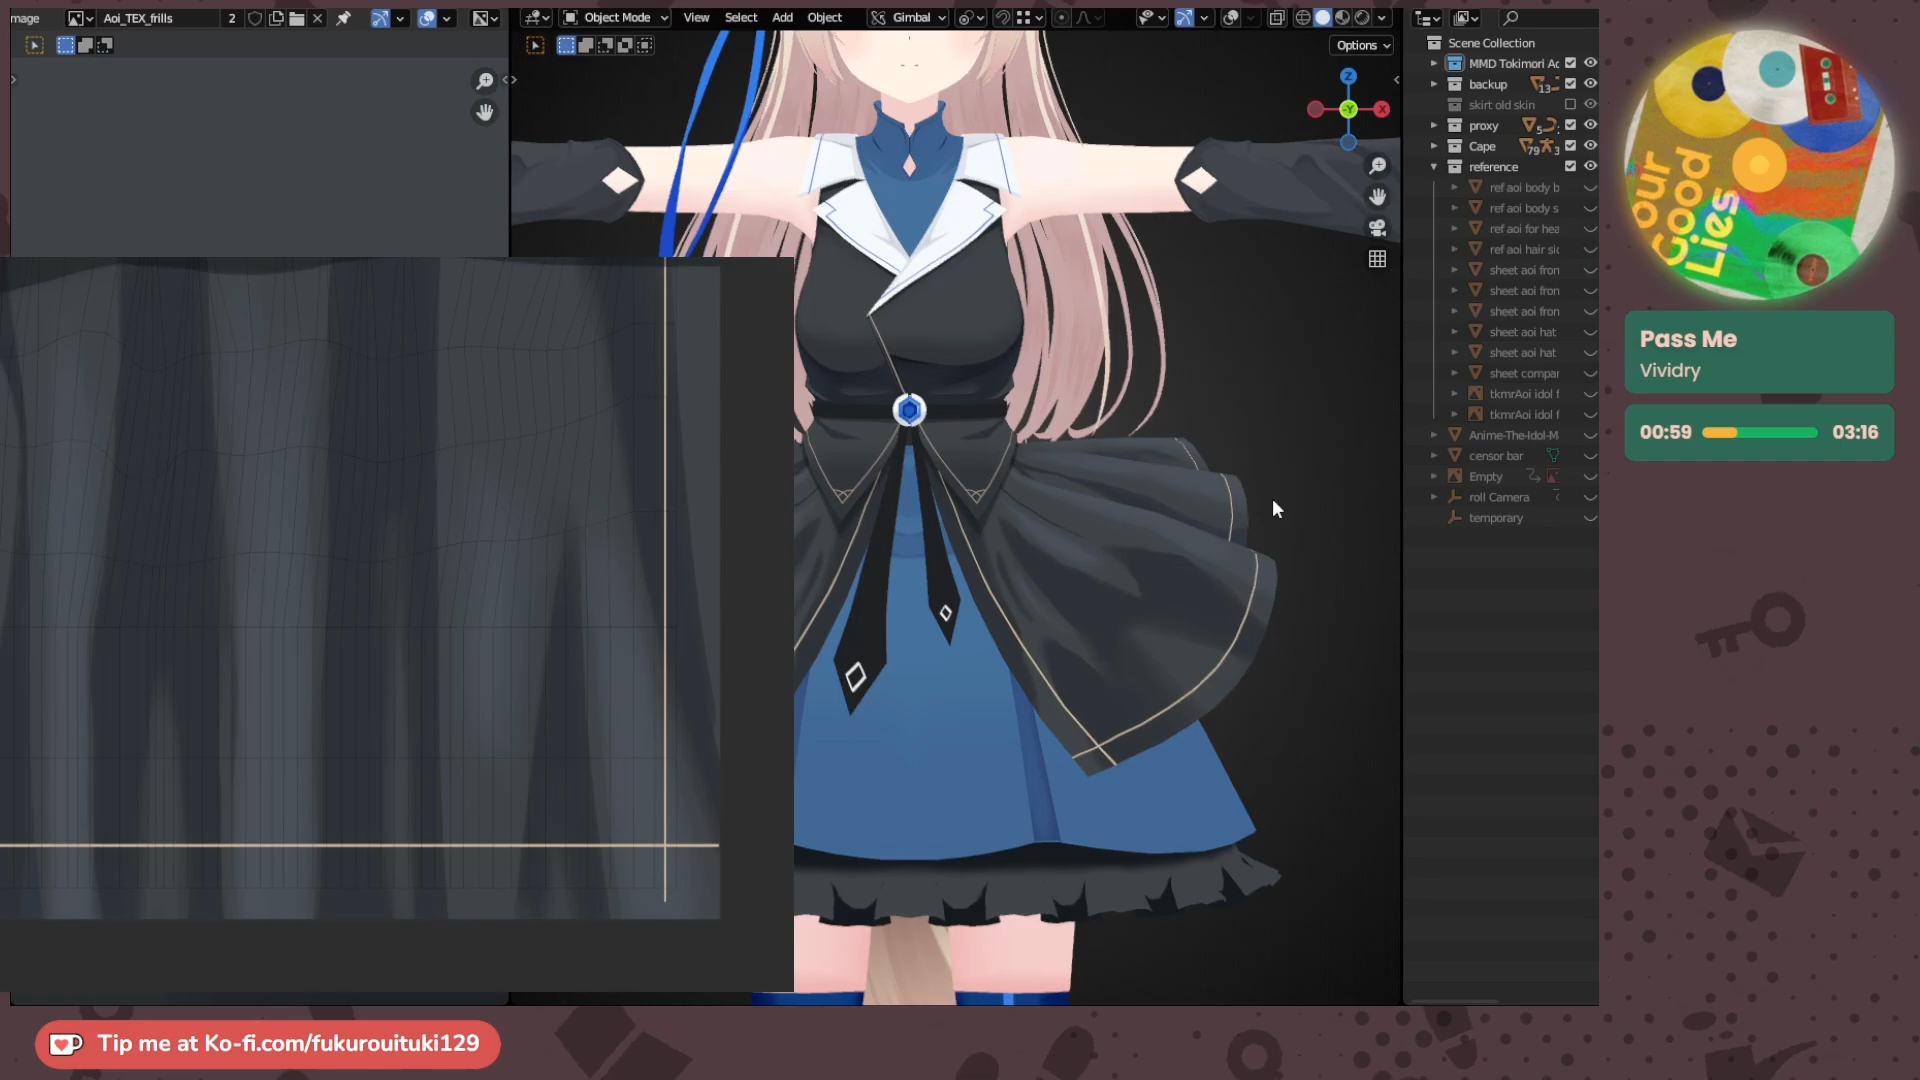 mage
Aoi_TEX_frills
2
Object Mode
View
Select
Add
Object
Gimbal
Options
Z
-Y
X
Scene Collection
MMD Tokimori Ac
backup
13
skirt old skin
proxy
5
Cape
79
3
reference
ref aoi body b
ref aoi body s
ref aoi for hea
ref aoi hair sic
sheet aoi fron
sheet aoi fron
sheet aoi fron
sheet aoi hat
sheet aoi hat
sheet compar
tkmrAoi idol f
tkmrAoi idol f
Anime-The-Idol-M
censor bar
Empty
roll Camera
temporary
our
Good
Lies
Pass Me
Vividry
00:59
03:16
Tip me at Ko-fi.com/fukurouituki129